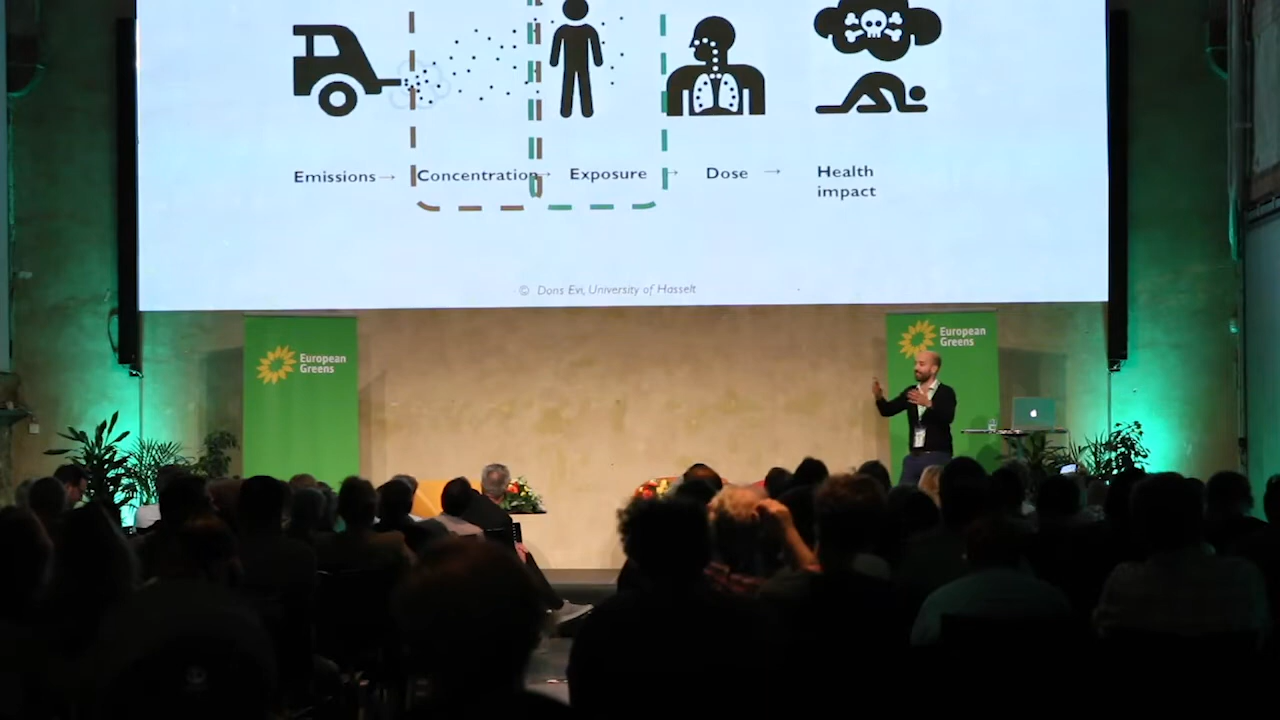 Emissions→ Concentration→ Exposure → Dose → Health
impact
© Dons Evi, University of Hasselt
European
Greens
European
Greens